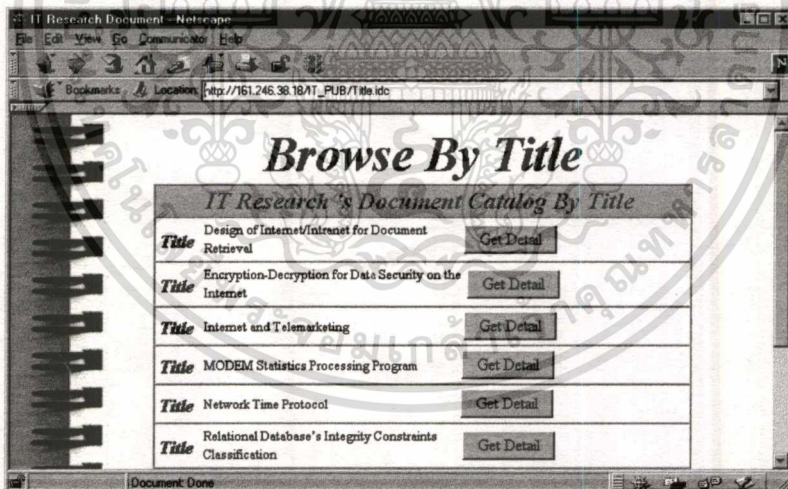 IT Research Document - Netscape
File Edit View Go Communicator Help
Bookmarks Location: http://161.246.38.18/IT_PUB/Title.idc
Browse By Title
IT Research 's Document Catalog By Title
Title Design of Internet/Intranet for Document
Retrieval Get Detail
Title Encryption-Decryption for Data Security on the
Internet Get Detail
Title Internet and Telemarketing Get Detail
Title MODEM Statistics Processing Program Get Detail
Title Network Time Protocol Get Detail
Title Relational Database's Integrity Constraints
Classification Get Detail
Document: Done